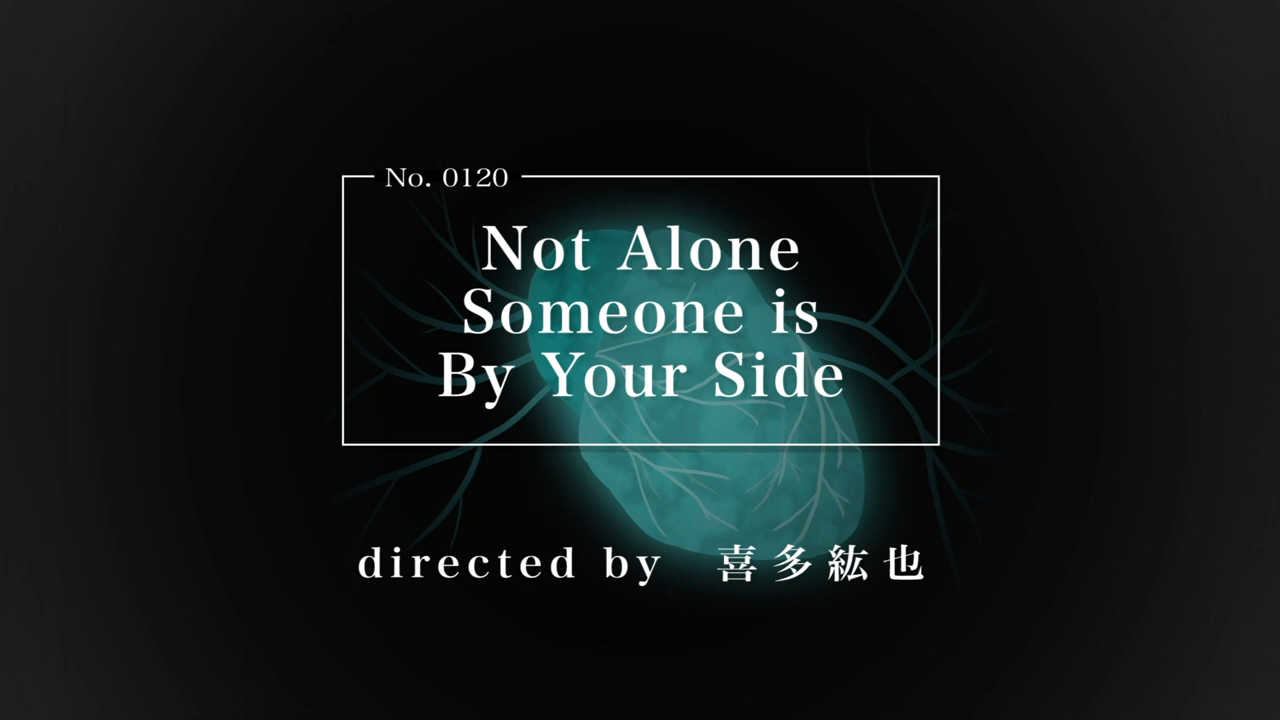 No. 0120
Not Alone
Someone is
By Your Side
directed by 喜多紘也